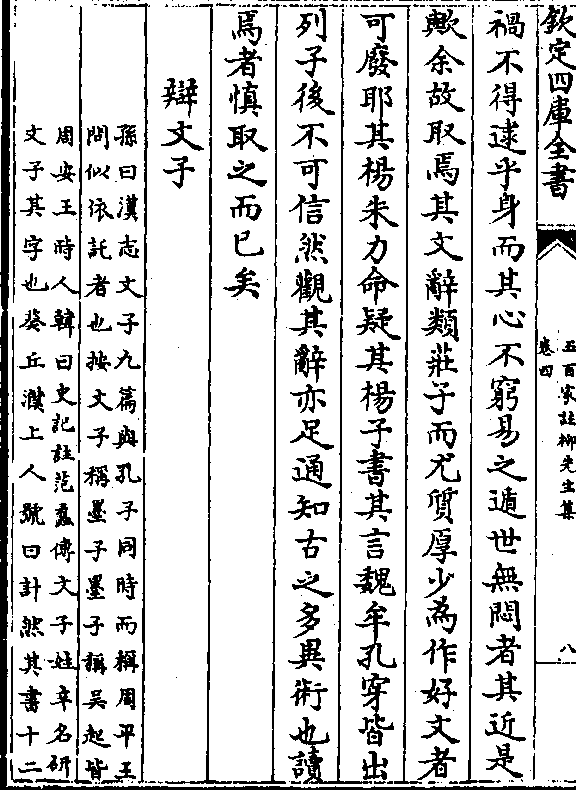 欽定四庫全書
五百家註柳先生集
卷四
八
禍不得逮乎身而其心不窮易之遁世無悶者其近是
歟余故取焉其文辭類莊子而尤質厚少為作好文者
可廢耶其楊朱力命疑其楊子書其言魏牟孔穿皆出
列子後不可信然觀其辭亦足通知古之多異術也讀
焉者慎取之而已矣
辯文子
孫曰漢志文子九篇與孔子同時而稱周平王
問似依託者也按文子稱墨子墨子稱吳起皆
周安王時人韓曰史記註范蠡傳文子姓辛名研
文子其字也葵丘濮上人號曰計然其書十二